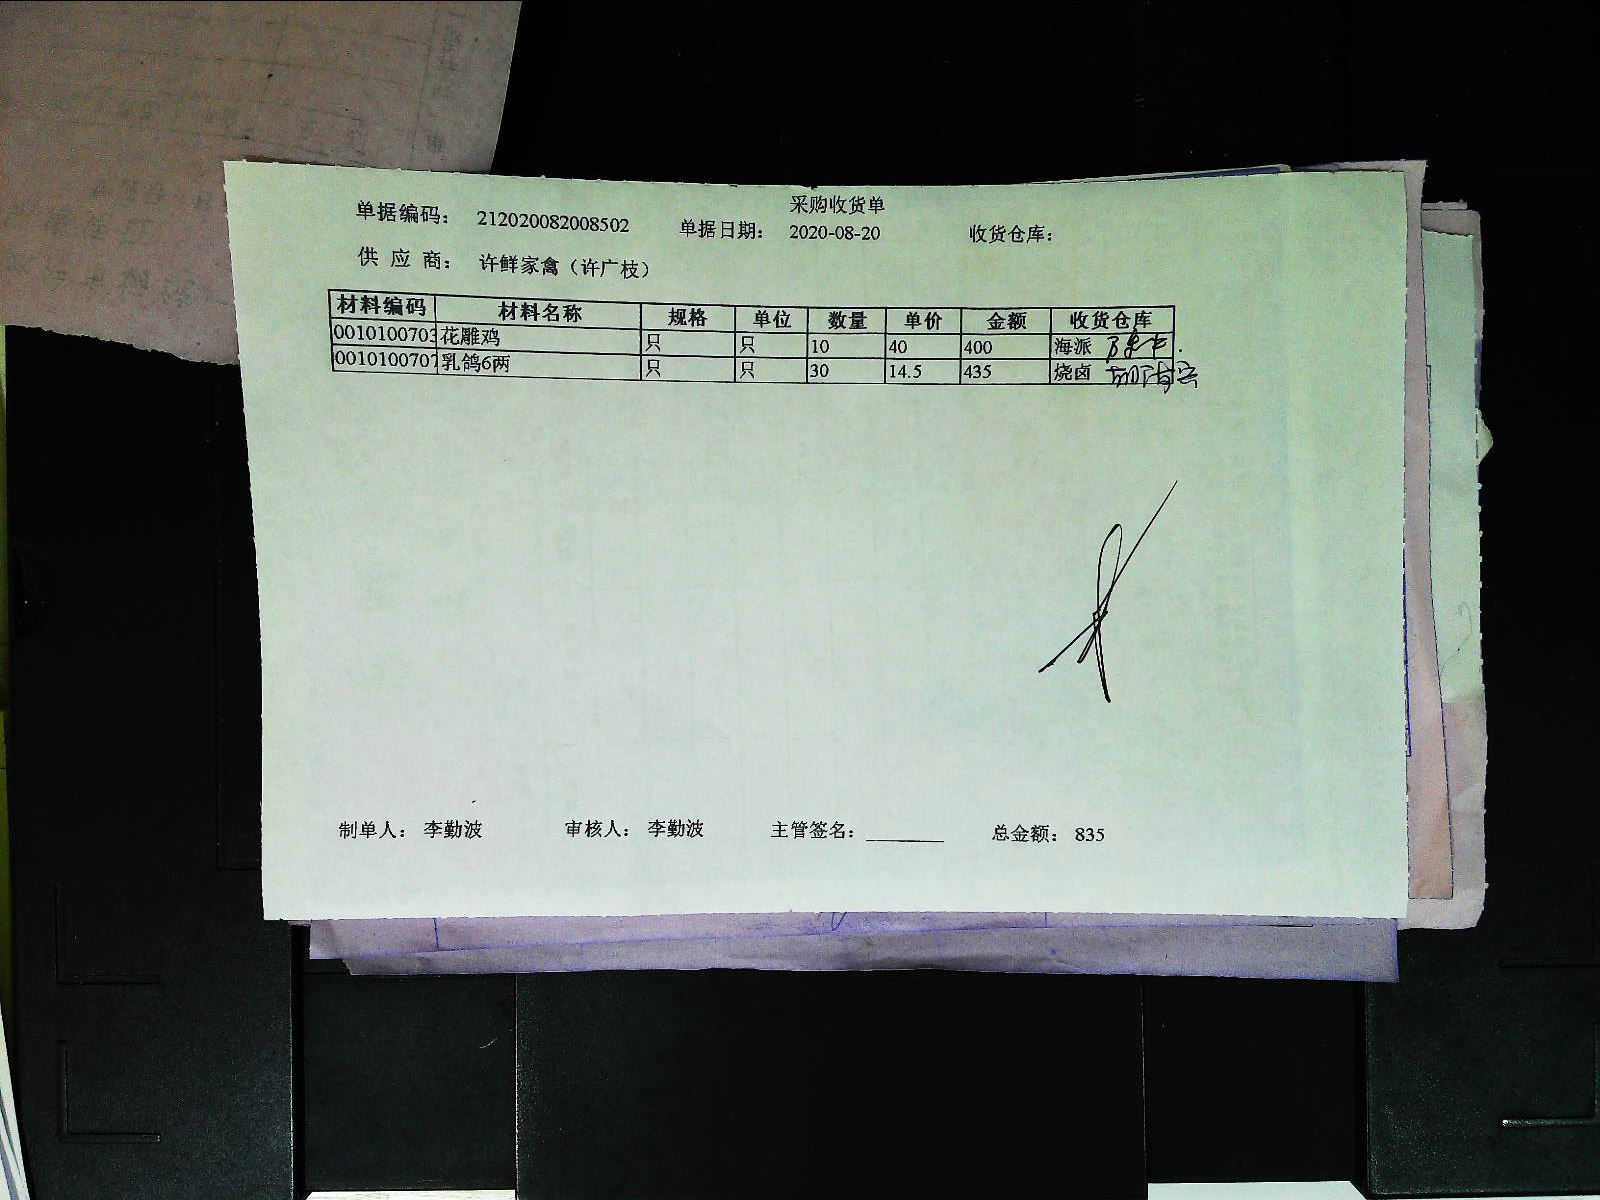 采购收货单
单据编码： 212020082008502 单据日期： 2020-08-20 收货仓库：
供 应 商： 许鲜家禽（许广枝）
材料编码 材料名称 规格 单位 数量 单价 金额 收货仓库
0010100703 花雕鸡 只 只 10 40 400 海派
0010100707 乳鸽6两 只 只 30 14.5 435 烧卤
制单人： 李勤波 审核人： 李勤波 主管签名： 总金额： 835